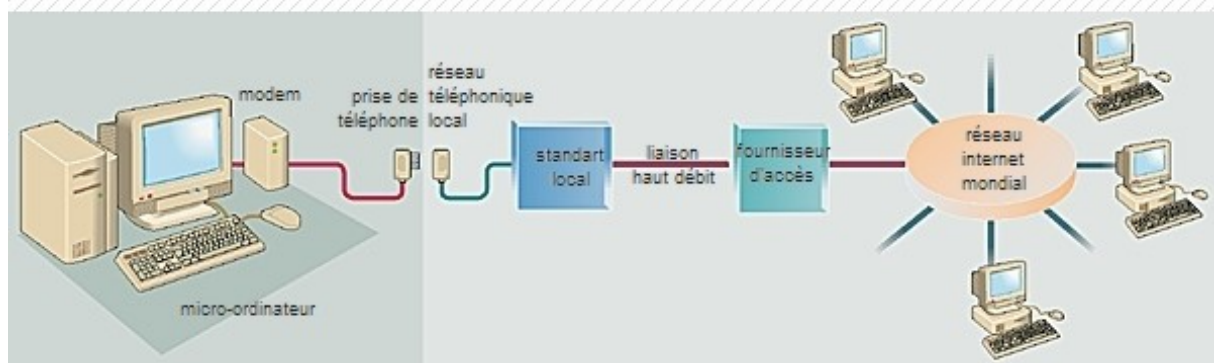 modem
micro-ordinateur
prise de
téléphone
réseau
téléphonique
local
standart
local
liaison
haut débit
fournisseur
d'accès
réseau
internet
mondial